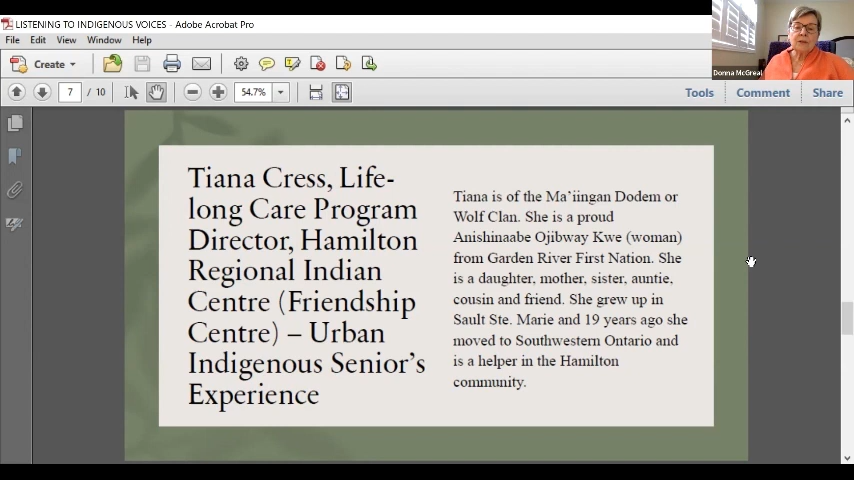 LISTENING TO INDIGENOUS VOICES - Adobe Acrobat Pro
File Edit View Window Help
Create
7 / 10
54.7%
Tools Comment Share
Donna McGreal
Tiana Cress, Life-
long Care Program
Director, Hamilton
Regional Indian
Centre (Friendship
Centre) – Urban
Indigenous Senior’s
Experience
Tiana is of the Ma’iingan Dodem or
Wolf Clan. She is a proud
Anishinaabe Ojibway Kwe (woman)
from Garden River First Nation. She
is a daughter, mother, sister, auntie,
cousin and friend. She grew up in
Sault Ste. Marie and 19 years ago she
moved to Southwestern Ontario and
is a helper in the Hamilton
community.